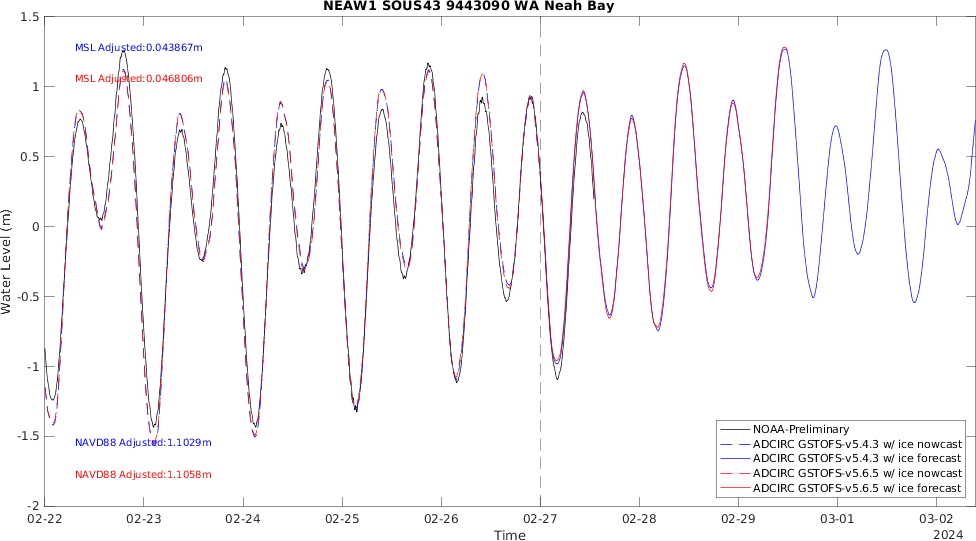 NEAW1 SOUS43 9443090 WA Neah Bay
1.5
1
0.5
0
-0.5
-1
-1.5
-2
Water Level (m)
MSL Adjusted:0.043867m
MSL Adjusted:0.046806m
NAVD88 Adjusted:1.1029m
NAVD88 Adjusted:1.1058m
NOAA-Preliminary
ADCIRC GSTOFS-v5.4.3 w/ ice nowcast
ADCIRC GSTOFS-v5.4.3 w/ ice forecast
ADCIRC GSTOFS-v5.6.5 w/ ice nowcast
ADCIRC GSTOFS-v5.6.5 w/ ice forecast
02-22 02-23 02-24 02-25 02-26 02-27 02-28 02-29 03-01 03-02
Time
2024